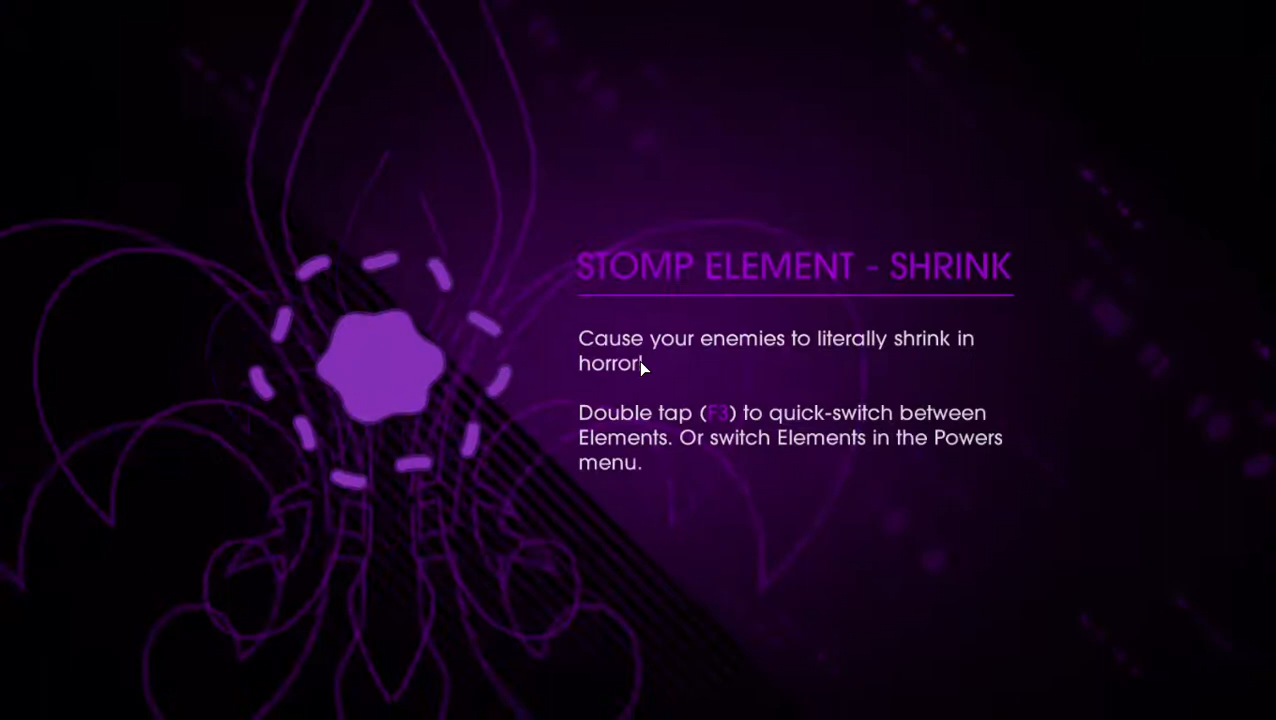 STOMP ELEMENT - SHRINK
Cause your enemies to literally shrink in
horror!
Double tap (F3) to quick-switch between
Elements. Or switch Elements in the Powers
menu.